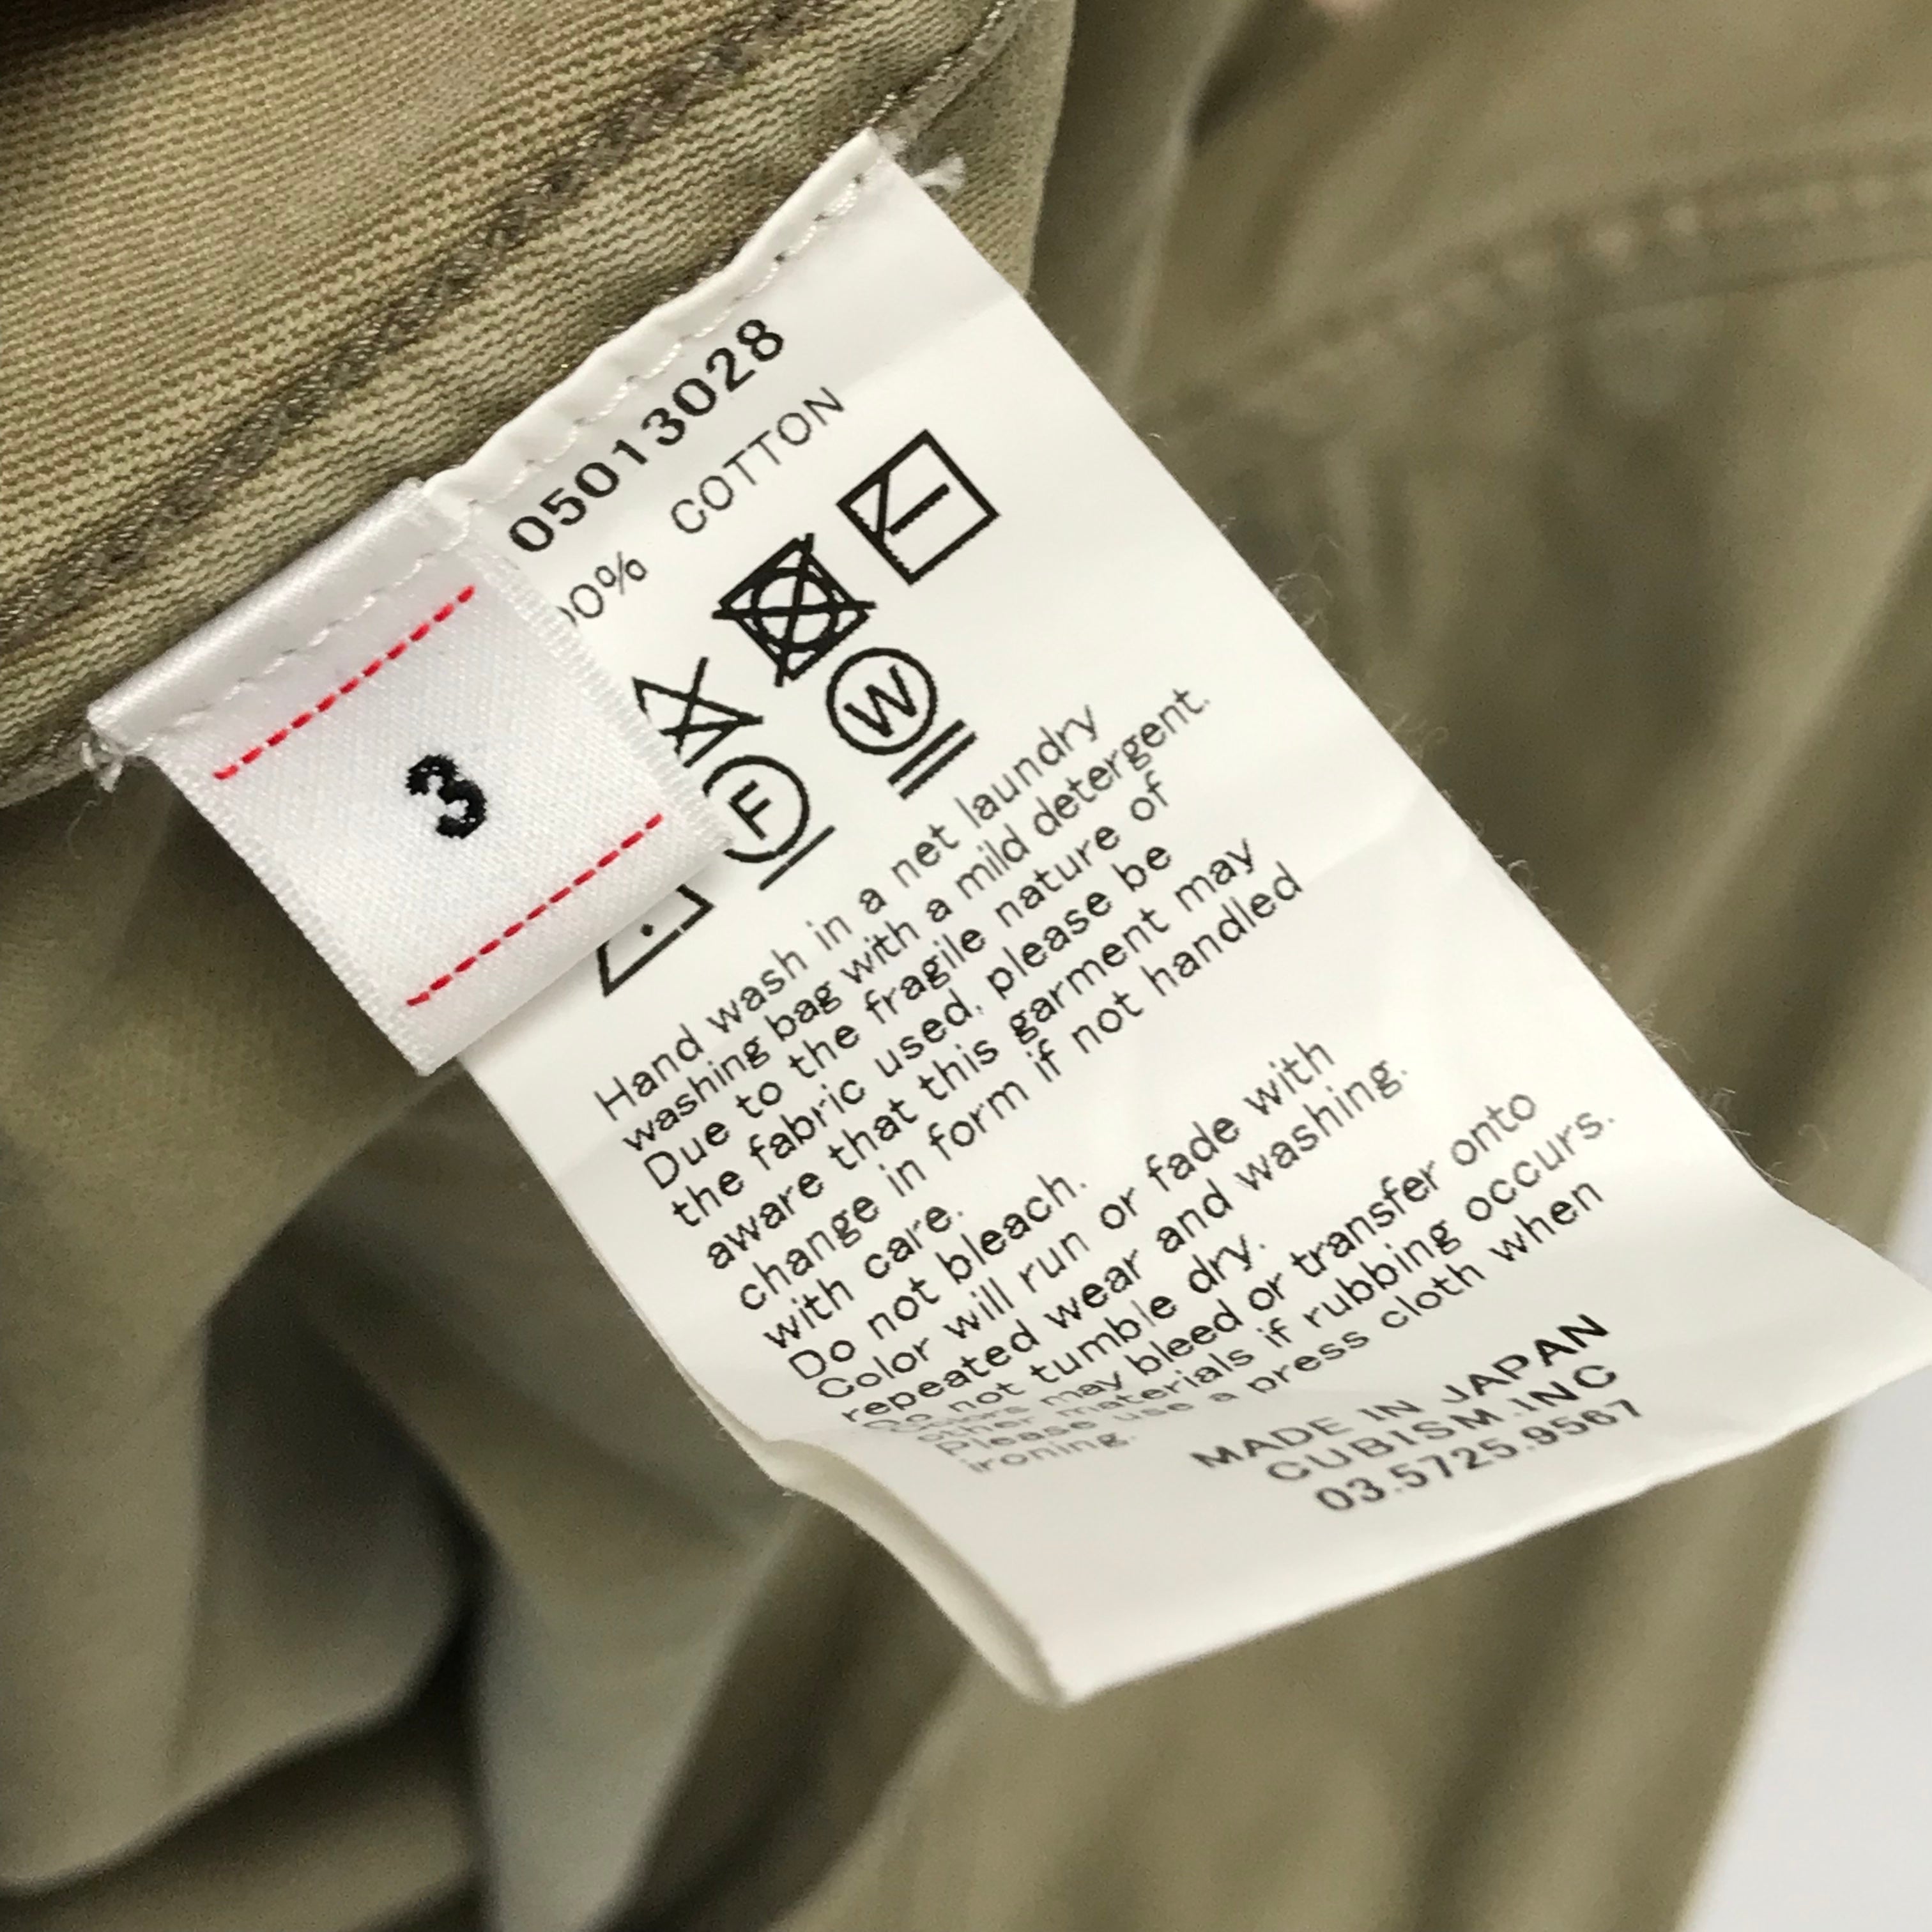 05013028
00% COTTON
W
F
3
Hand wash in a net laundry
washing bag with a mild detergent.
Due to the fragile nature of
the fabric used, please be
aware that this garment may
change in form if not handled
with care.
Do not bleach.
Color will run or fade with
repeated wear and washing.
Do not tumble dry.
Colors may bleed or transfer onto
other materials if rubbing occurs.
Please use a press cloth when
ironing.
MADE IN JAPAN
CUBISM.INC
03.5725.9567